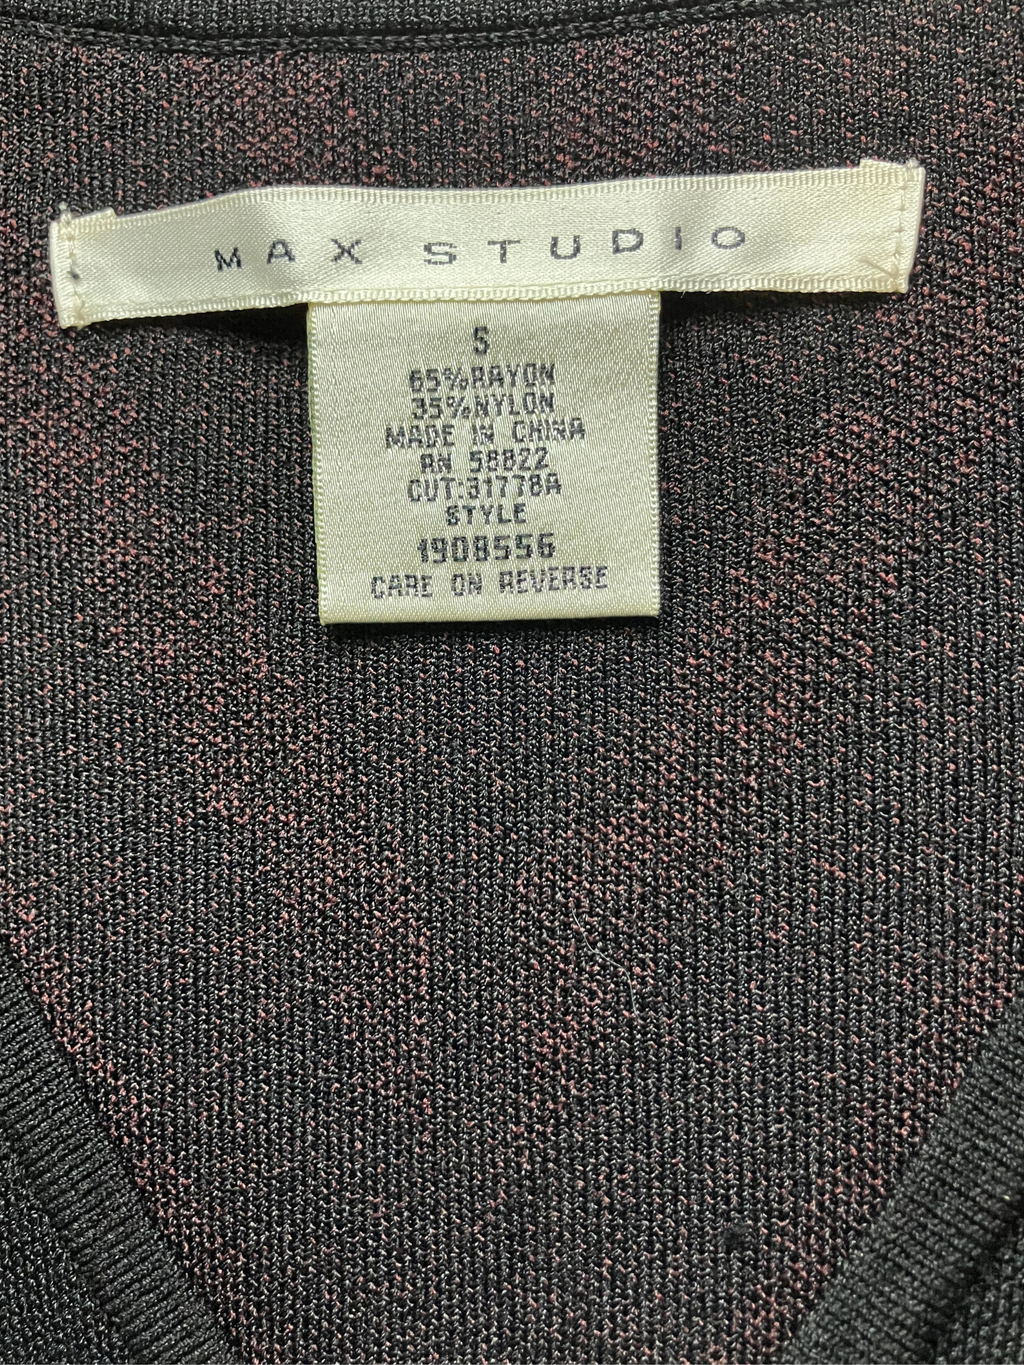 MAX STUDIO
S
65%RAYON
35%NYLON
MADE IN CHINA
RN 58822
CUT:31778A
STYLE
1908556
CARE ON REVERSE